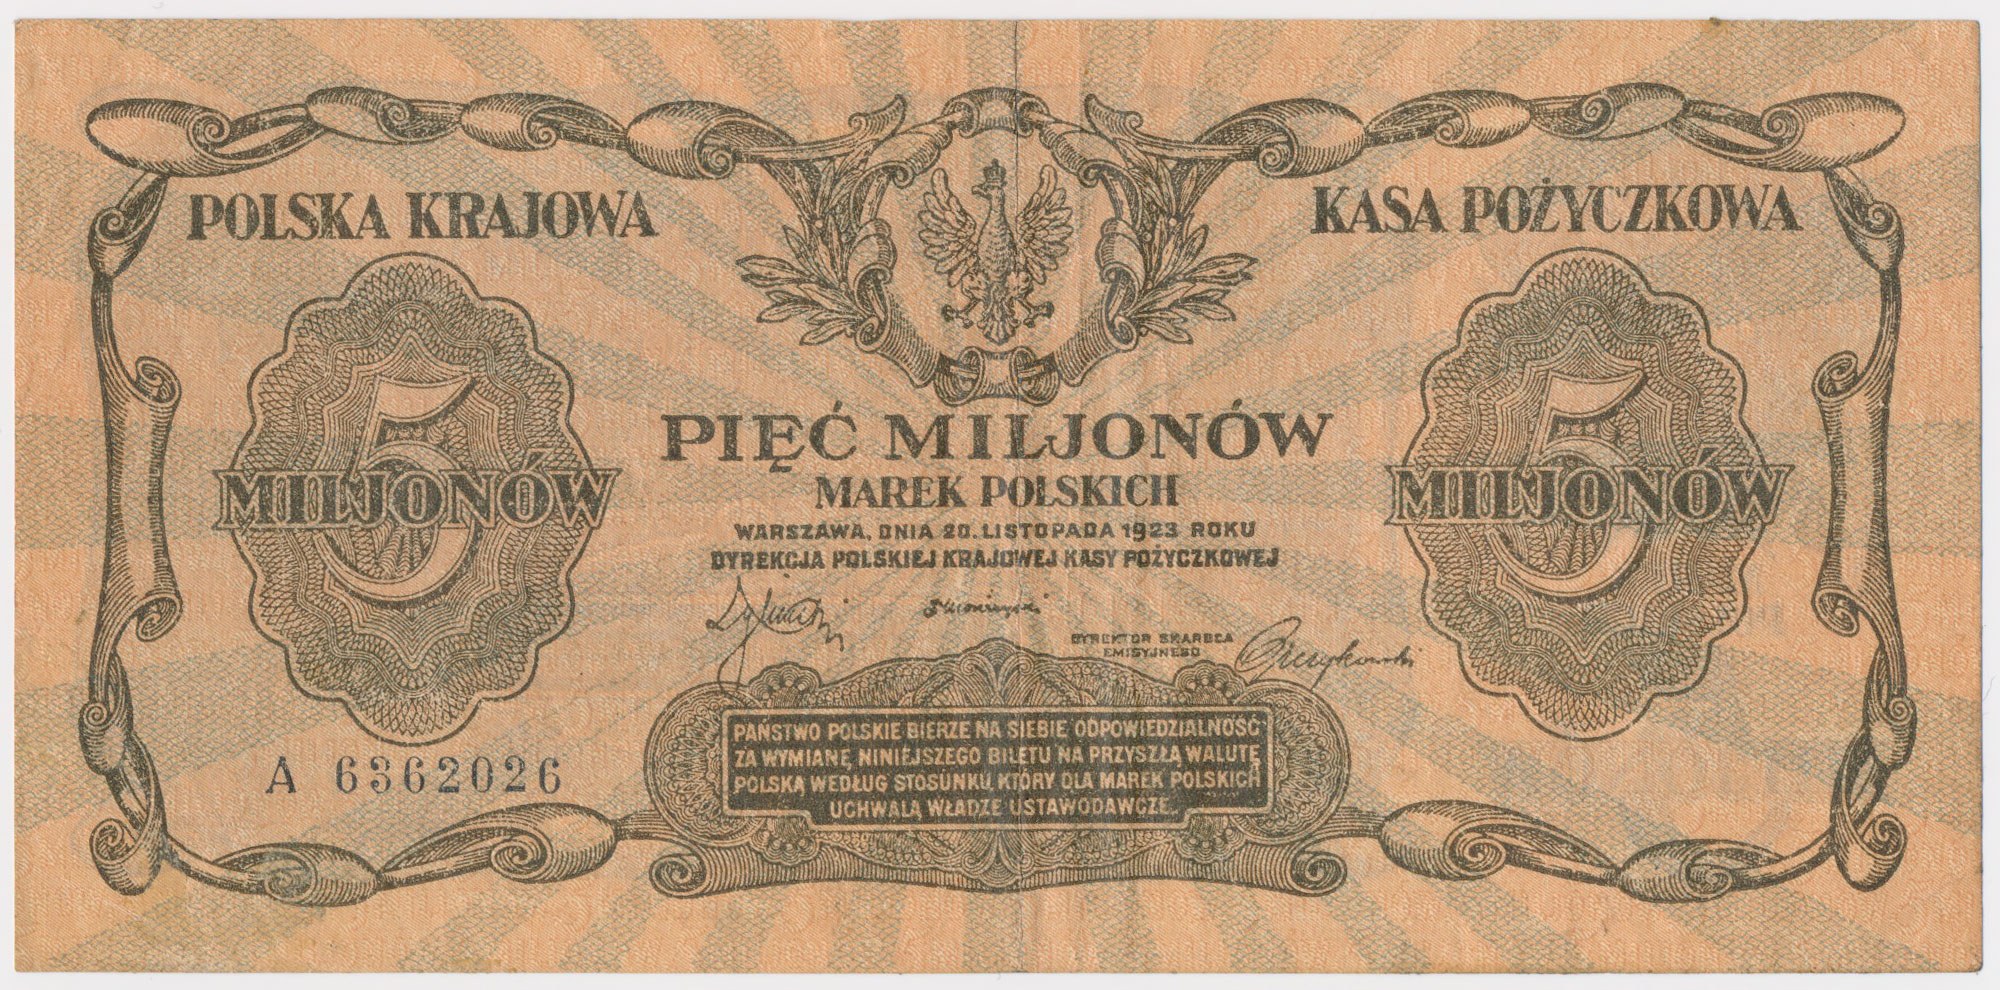 POLSKA KRAJOWA KASA POŻYCZKOWA
5
MILJONÓW
5
MILJONÓW
PIĘĆ MILJONÓW
MAREK POLSKICH
WARSZAWA, DNIA 20. LISTOPADA 1923 ROKU
DYREKCJA POLSKIEJ KRAJOWEJ KASY POŻYCZKOWEJ
DYREKTOR SKARBCA
EMISYJNEGO
PAŃSTWO POLSKIE BIERZE NA SIEBIE ODPOWIEDZIALNOŚĆ
ZA WYMIANĘ NINIEJSZEGO BILETU NA PRZYSZŁĄ WALUTĘ
POLSKĄ WEDŁUG STOSUNKU, KTÓRY DLA MAREK POLSKICH
UCHWALĄ WŁADZE USTAWODAWCZE.
A 6362026